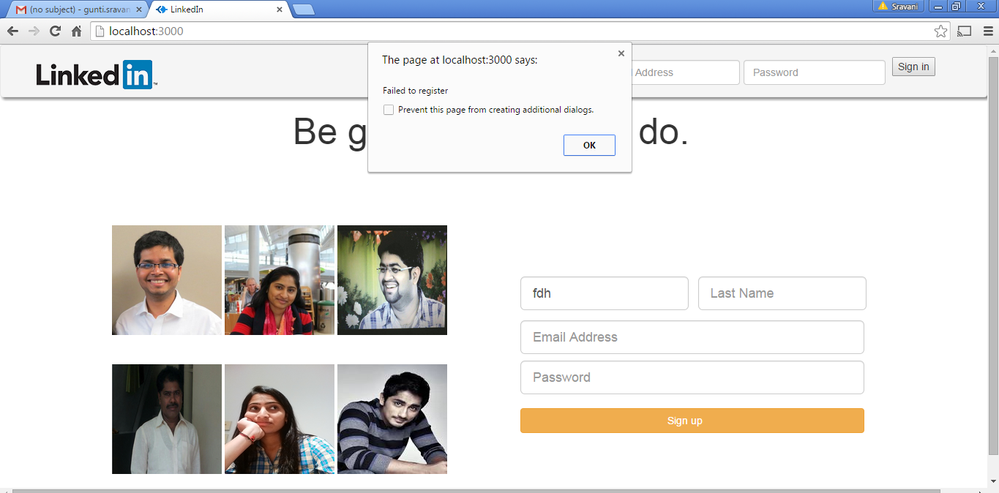 (no subject) - gunti.sravan
LinkedIn
Sravani
localhost:3000
LinkedIn
The page at localhost:3000 says:
Failed to register
Prevent this page from creating additional dialogs.
OK
Address
Password
Sign in
Be g
do.
fdh
Last Name
Email Address
Password
Sign up